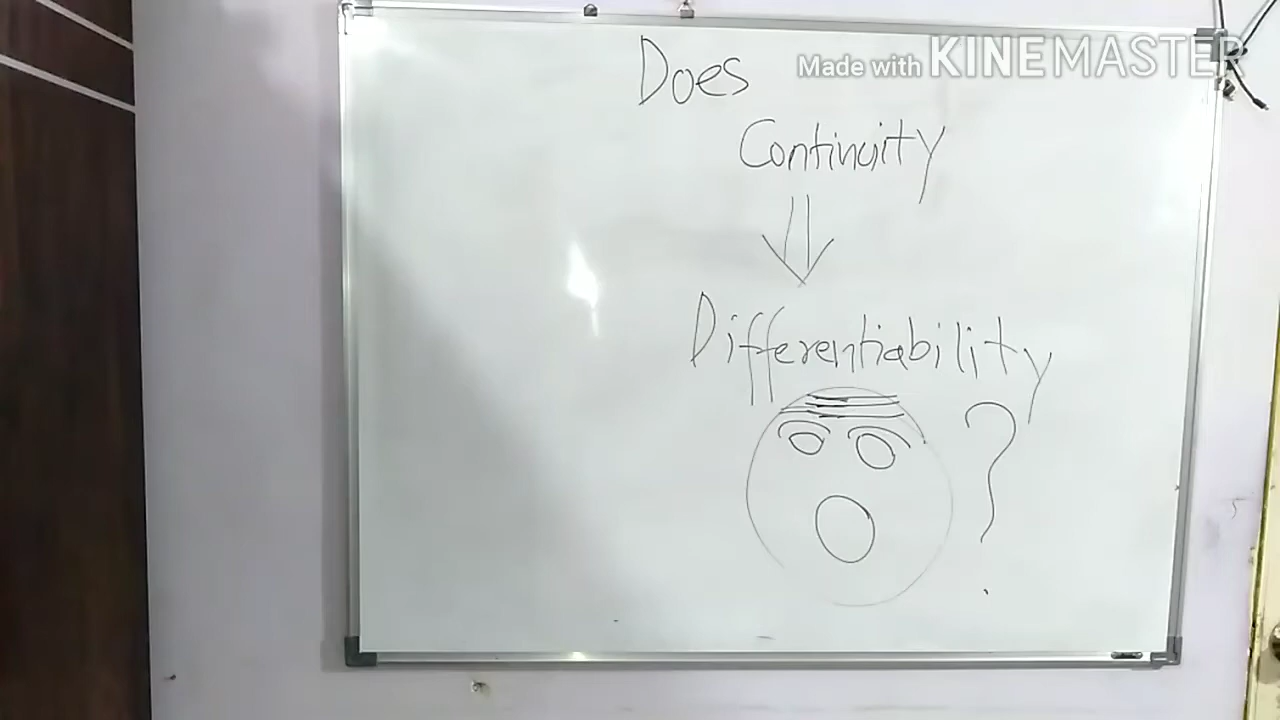 Does
Made with KINEMASTER
Continuity
⇓
Differentiability
?